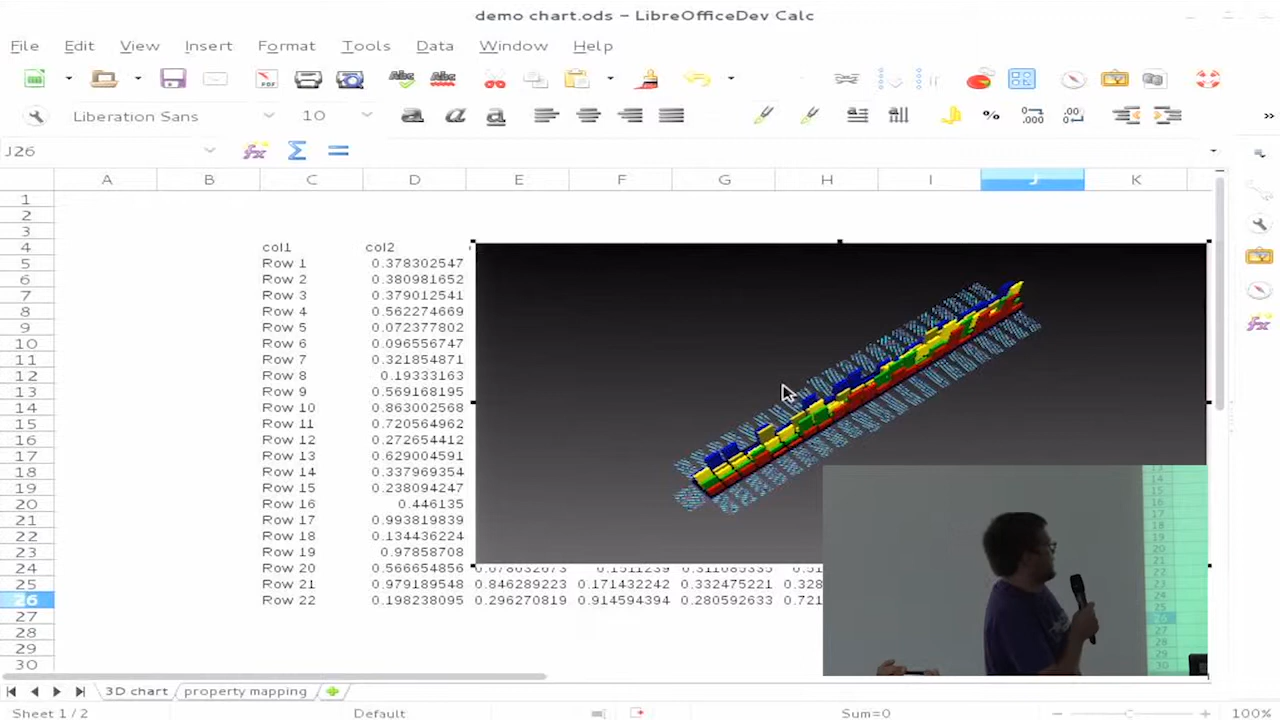 demo chart.ods – LibreOfficeDev Calc
File Edit View Insert Format Tools Data Window Help
Liberation Sans 10
J26
A B C D E F G H I J K
1
2
3
4 col1 col2
5 Row 1 0.378302547
6 Row 2 0.380981652
7 Row 3 0.379012541
8 Row 4 0.562274669
9 Row 5 0.072377802
10 Row 6 0.096556747
11 Row 7 0.321854871
12 Row 8 0.19333163
13 Row 9 0.569168195
14 Row 10 0.863002568
15 Row 11 0.720564962
16 Row 12 0.272654412
17 Row 13 0.629004591
18 Row 14 0.337969354
19 Row 15 0.238094247
20 Row 16 0.446135
21 Row 17 0.993819839
22 Row 18 0.134436224
23 Row 19 0.97858708
24 Row 20 0.566654856
25 Row 21 0.979189548 0.846289223 0.171432242 0.332475221 0.328
26 Row 22 0.198238095 0.296270819 0.914594394 0.280592633 0.721
27
28
29
30
3D chart property mapping
Sheet 1 / 2 Default Sum=0 100%